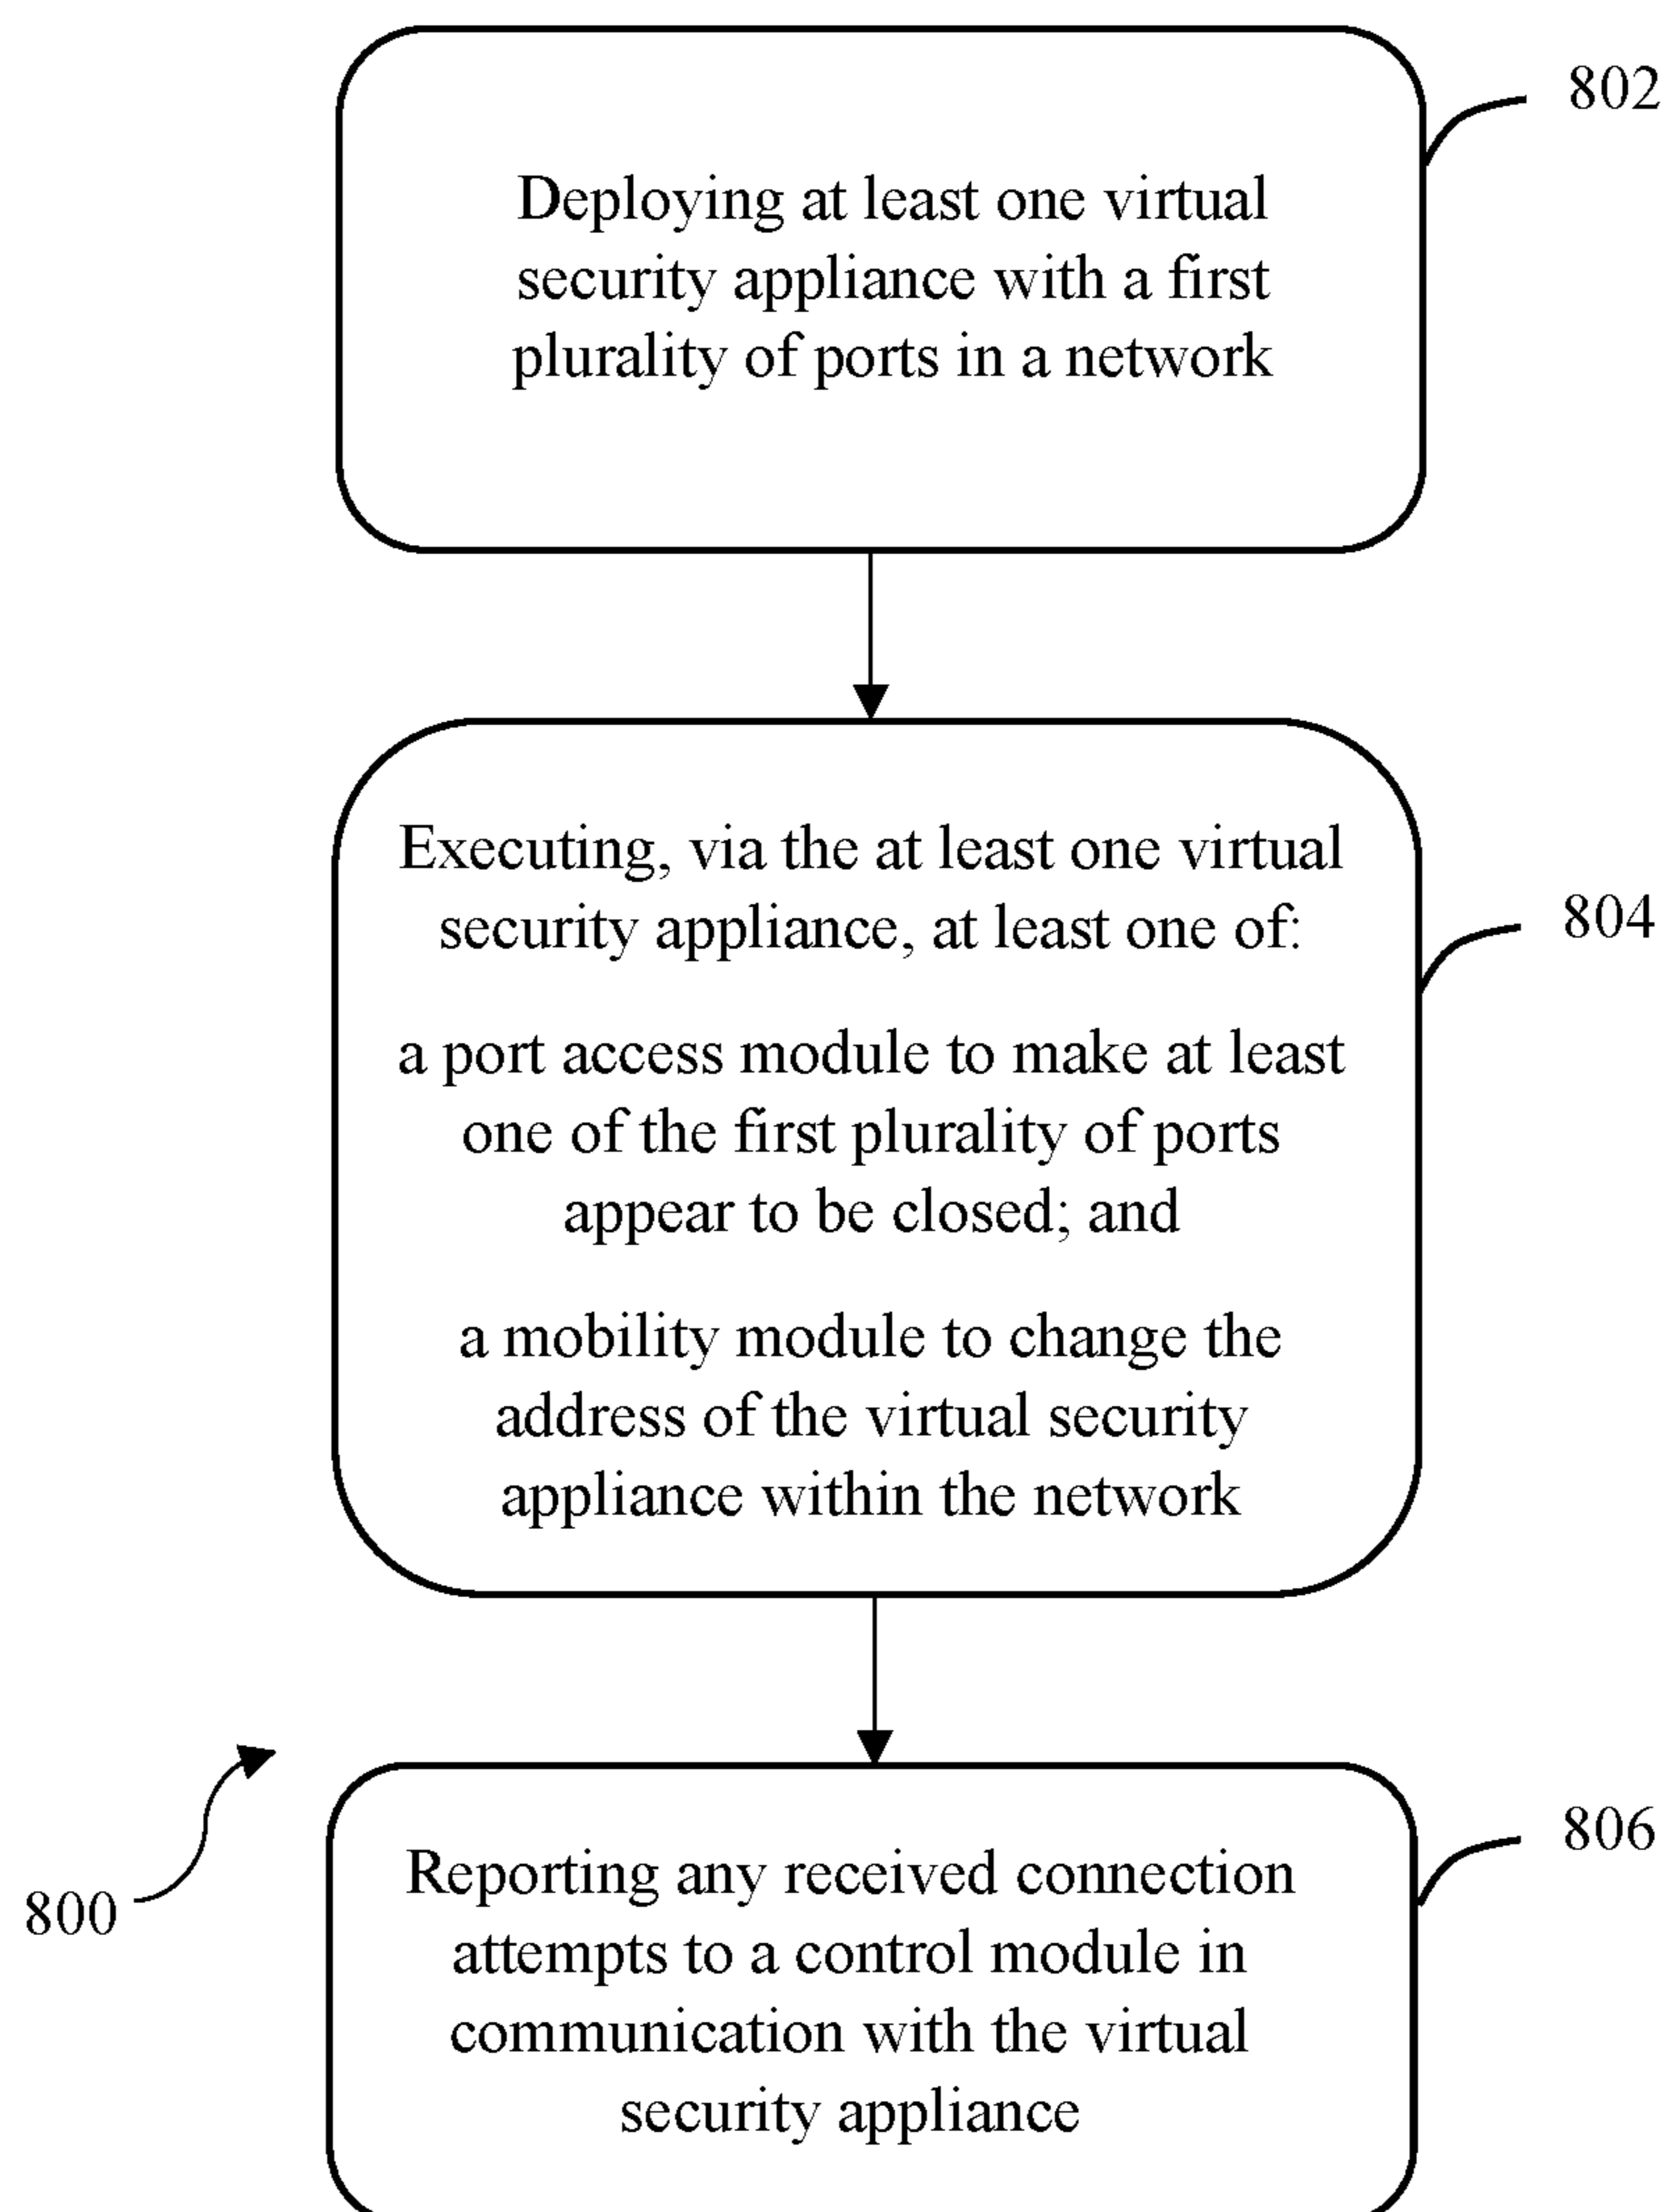 802
Deploying at least one virtual
security appliance with a first
plurality of ports in a network
Executing, via the at least one virtual
security appliance, at least one of:
804
a port access module to make at least
one of the first plurality of ports
appear to be closed; and
a mobility module to change the
address of the virtual security
appliance within the network
806
Reporting any received connection
800
attempts to a control module in
communication with the virtual
security appliance